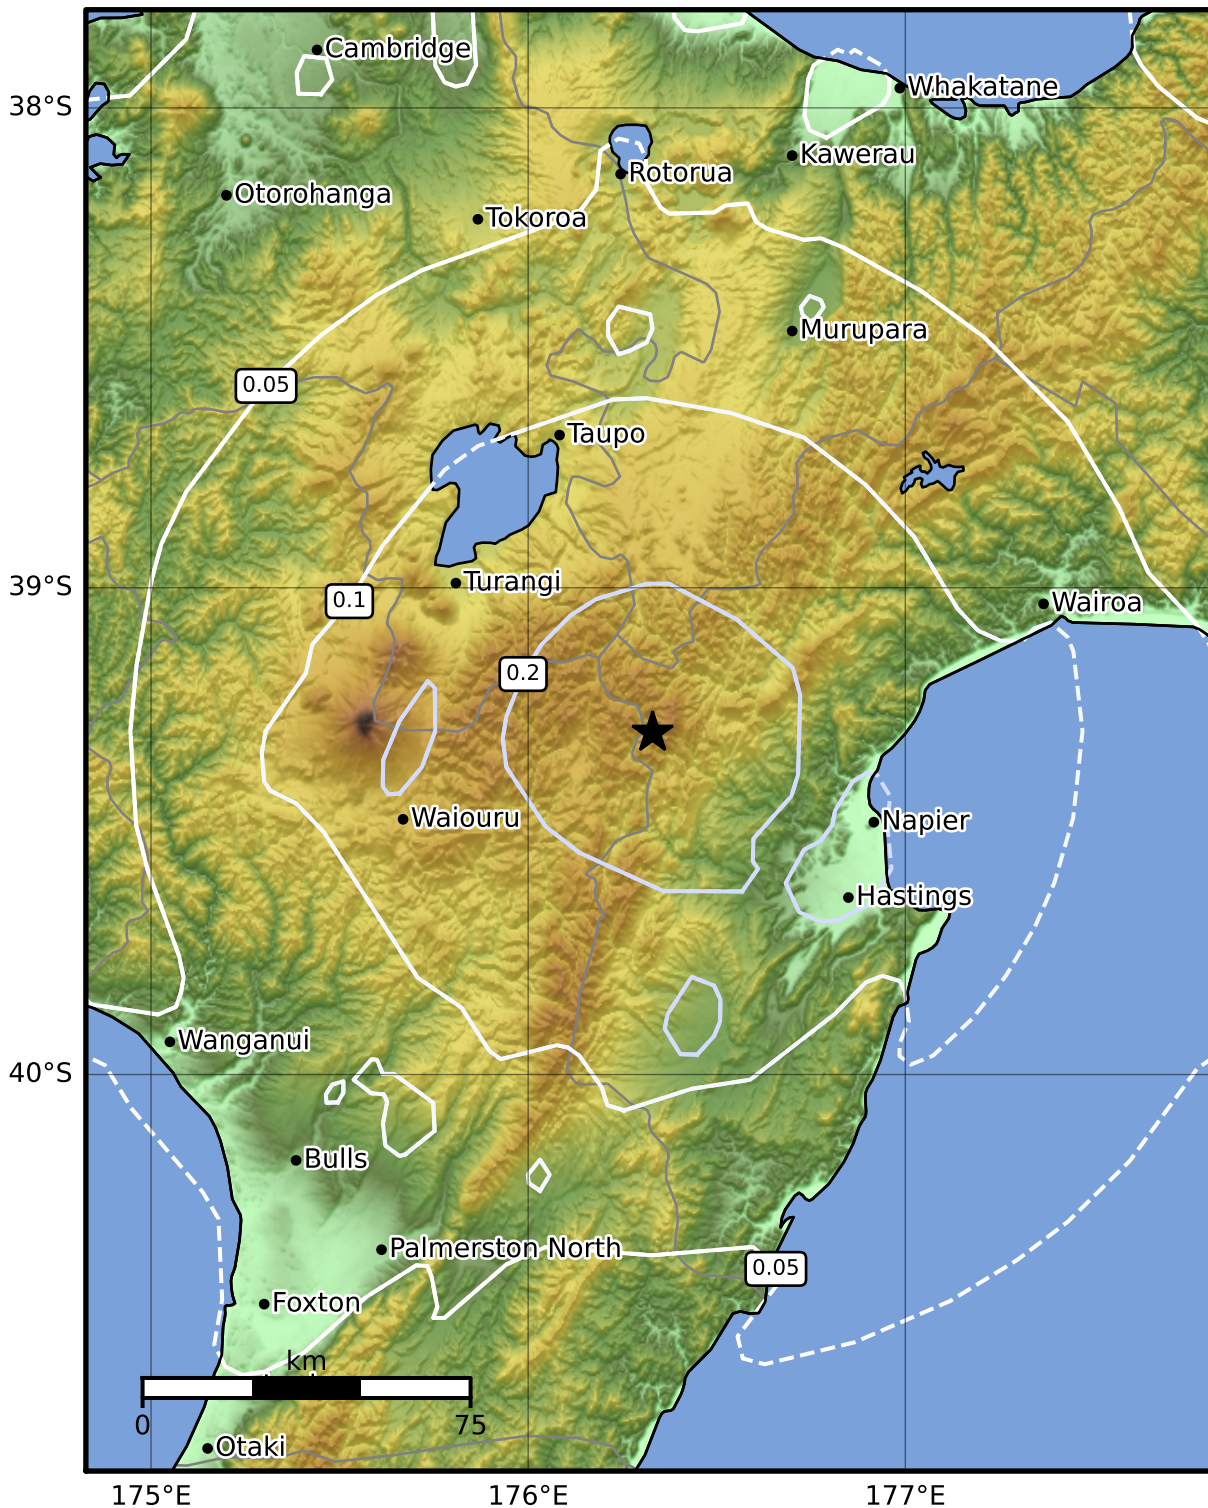 Cambridge
Whakatane
38°S
Kawerau
Rotorua
Otorohanga
Tokoroa
Murupara
0.05
Taupo
Turangi
39°S
0.1
Wairoa
0.2
Waiouru
Napier
Hastings
Wanganui
40°S
Bulls
Palmerston North
0.05
Foxton
km
0
75
Otaki
175°E
176°E
177°E